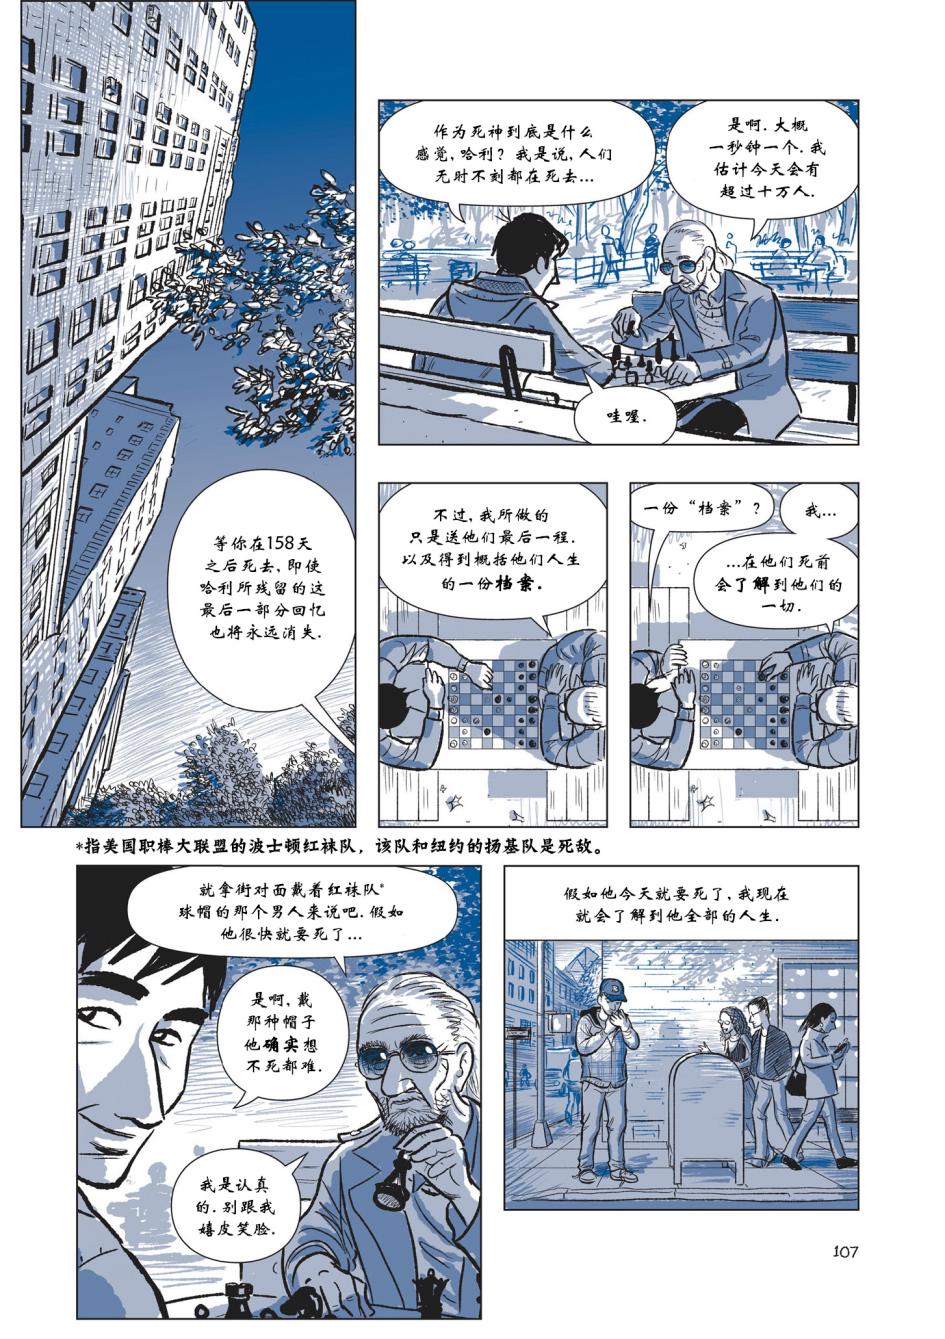 等你在158天
之后死去，即使
哈利所残留的这
最后一部分回忆
也将永远消失.
作为死神到底是什么
感觉，哈利？我是说，人们
无时不刻都在死去...
是啊.大概
一秒钟一个.我
估计今天会有
超过十万人.
哇喔.
不过，我所做的
只是送他们最后一程.
以及得到概括他们人生
的一份档案.
一份“档案”？
我...
...在他们死前
会了解到他们的
一切.
*指美国职棒大联盟的波士顿红袜队，该队和纽约的扬基队是死敌。
就拿街对面戴着红袜队*
球帽的那个男人来说吧.假如
他很快就要死了...
是啊，戴
那种帽子
他确实想
不死都难.
我是认真
的.别跟我
嬉皮笑脸.
假如他今天就要死了，我现在
就会了解到他全部的人生.
107